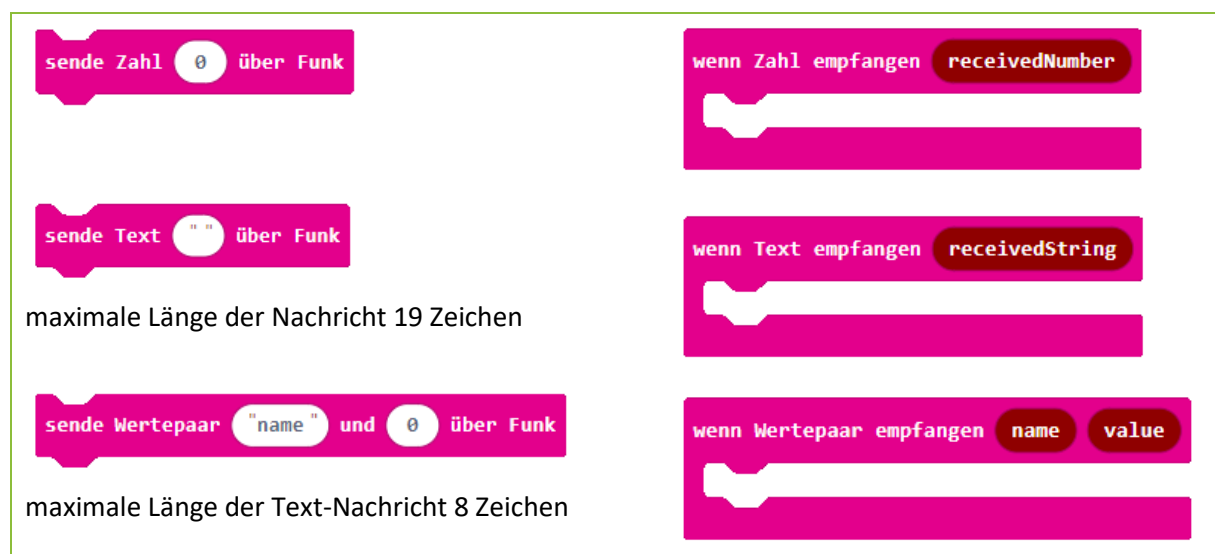 sende Zahl 0 über Funk
wenn Zahl empfangen receivedNumber
sende Text " " über Funk
wenn Text empfangen receivedString
maximale Länge der Nachricht 19 Zeichen
sende Wertepaar "name" und 0 über Funk
wenn Wertepaar empfangen name value
maximale Länge der Text-Nachricht 8 Zeichen